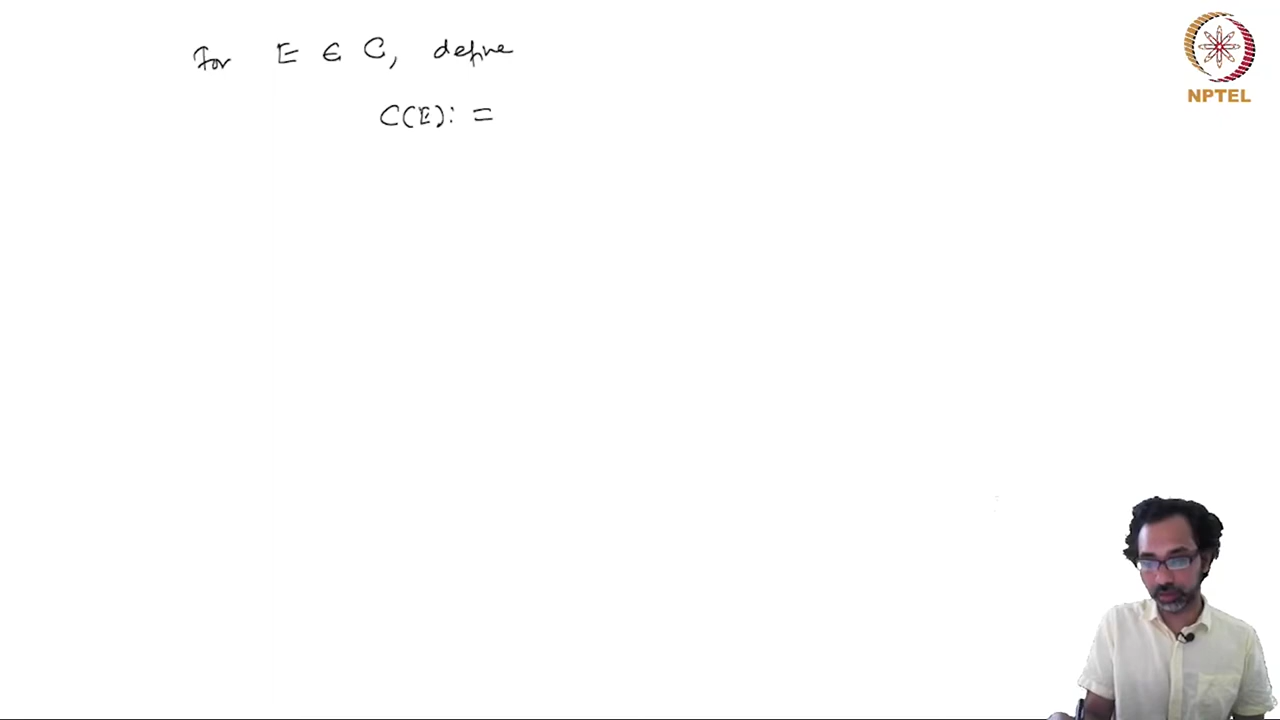 For E ∈ C, define
C(E): =
NPTEL